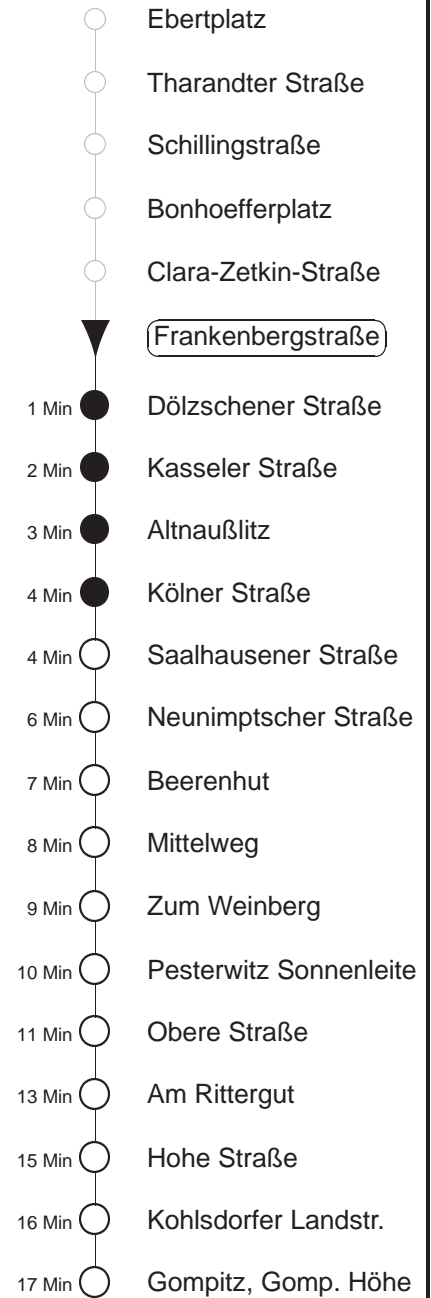 Ebertplatz
Tharandter Straße
Schillingstraße
Bonhoefferplatz
Clara-Zetkin-Straße
Frankenbergstraße
1 Min Dölzschener Straße
2 Min Kasseler Straße
3 Min Altnaußlitz
4 Min Kölner Straße
4 Min Saalhausener Straße
6 Min Neunimptscher Straße
7 Min Beerenhut
8 Min Mittelweg
9 Min Zum Weinberg
10 Min Pesterwitz Sonnenleite
11 Min Obere Straße
13 Min Am Rittergut
15 Min Hohe Straße
16 Min Kohlsdorfer Landstr.
17 Min Gompitz, Gomp. Höhe